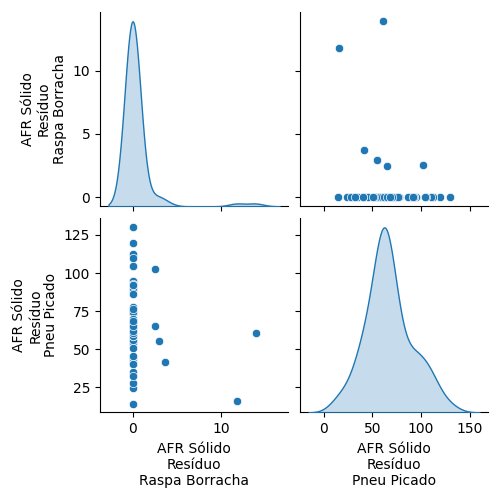 AFR Sólido
Resíduo
Raspa Borracha
10
5
0
AFR Sólido
Resíduo
Pneu Picado
125
100
75
50
25
0
10
0
50
100
150
AFR Sólido
Resíduo
Raspa Borracha
AFR Sólido
Resíduo
Pneu Picado